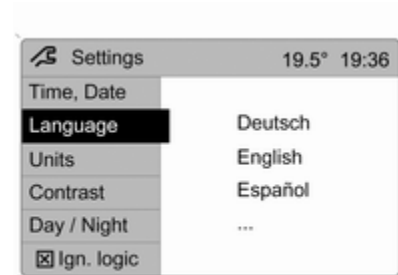 Settings 19.5° 19:36
Time, Date
Language Deutsch
Units English
Contrast Español
Day / Night ...
Ign. logic